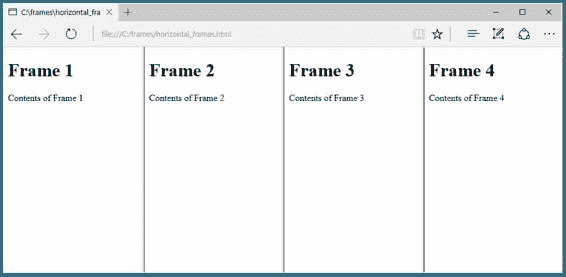 C:\frames\horizontal_fra
file:///C:/frames/horizontal_frames.html
Frame 1
Contents of Frame 1
Frame 2
Contents of Frame 2
Frame 3
Contents of Frame 3
Frame 4
Contents of Frame 4